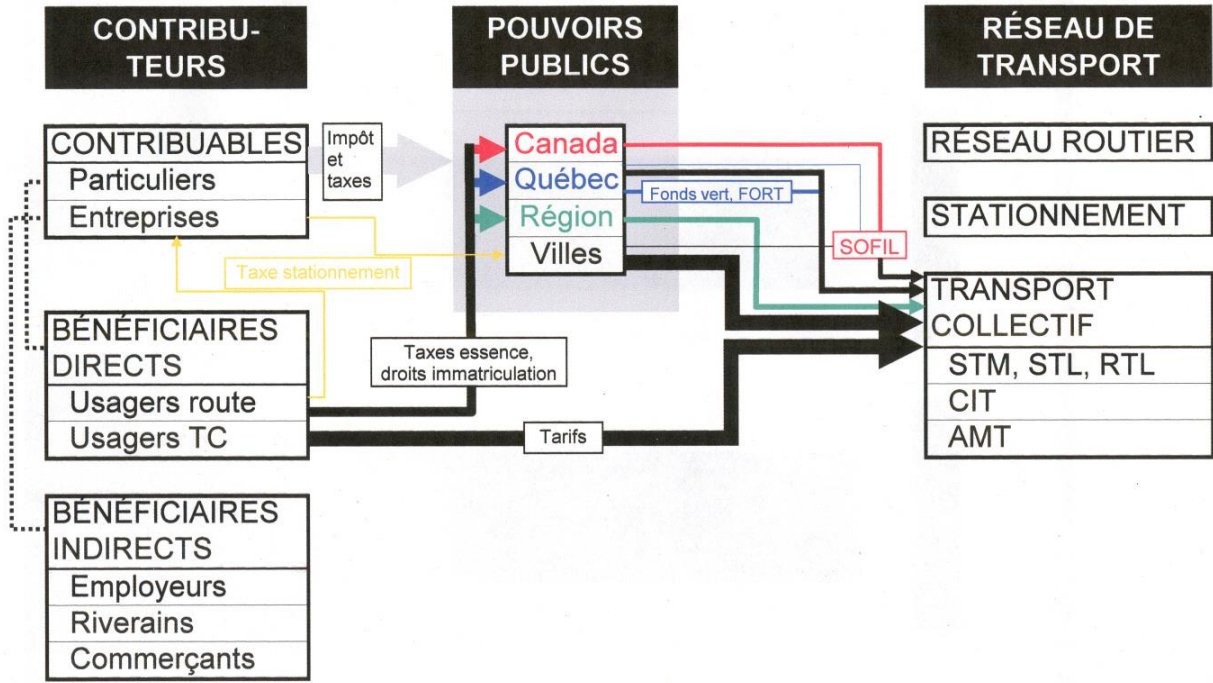 CONTRIBU-
TEURS
POUVOIRS
PUBLICS
RÉSEAU DE
TRANSPORT
CONTRIBUABLES
Particuliers
Entreprises
Impôt
et
taxes
Canada
Québec
Région
Villes
Fonds vert, FORT
SOFIL
Taxe stationnement
RÉSEAU ROUTIER
STATIONNEMENT
TRANSPORT
COLLECTIF
STM, STL, RTL
CIT
AMT
BÉNÉFICIAIRES
DIRECTS
Usagers route
Usagers TC
Taxes essence,
droits immatriculation
Tarifs
BÉNÉFICIAIRES
INDIRECTS
Employeurs
Riverains
Commerçants